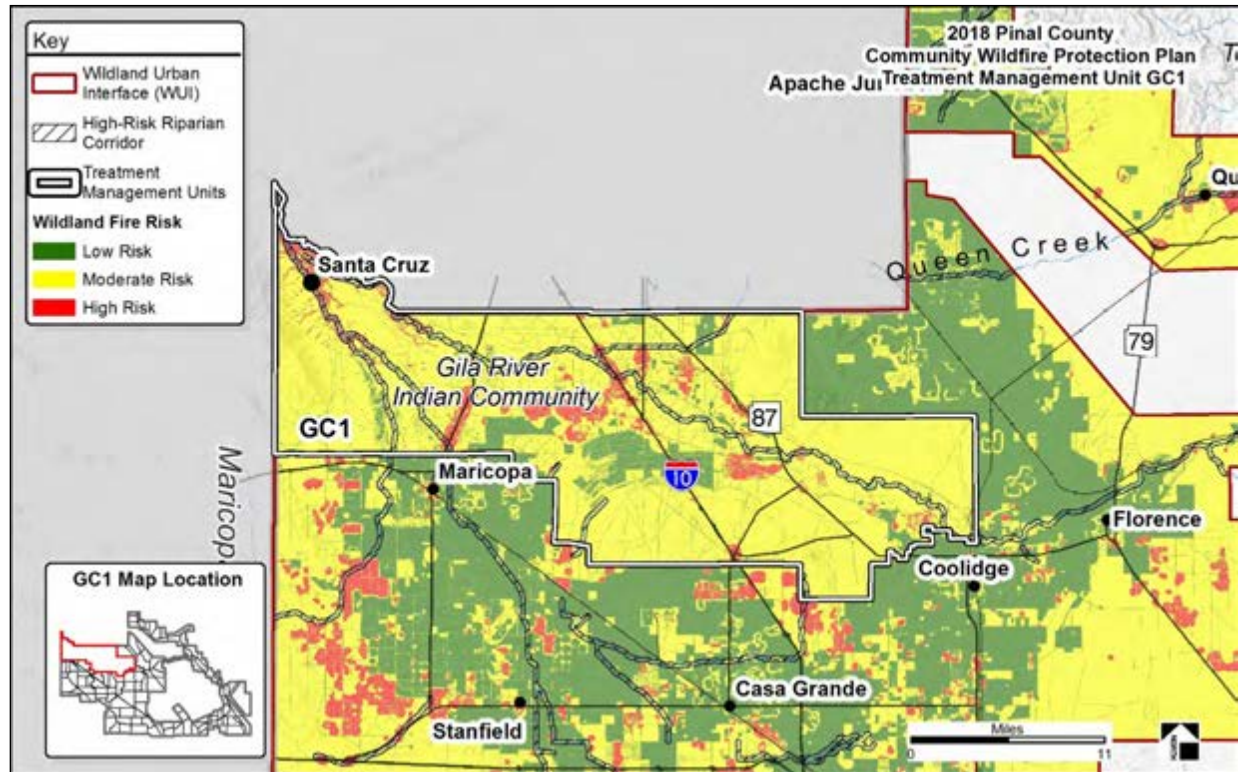 Key
Wildland Urban
Interface (WUI)
High-Risk Riparian
Corridor
Treatment
Management Units
Wildland Fire Risk
Low Risk
Moderate Risk
High Risk
2018 Pinal County
Community Wildfire Protection Plan
Treatment Management Unit GC1
Apache Ju
To
Qu
Queen Creek
79
Santa Cruz
Gila River
Indian Community
GC1
87
10
Maricopa
Maricop
Florence
Coolidge
Casa Grande
Stanfield
GC1 Map Location
Miles
0
11